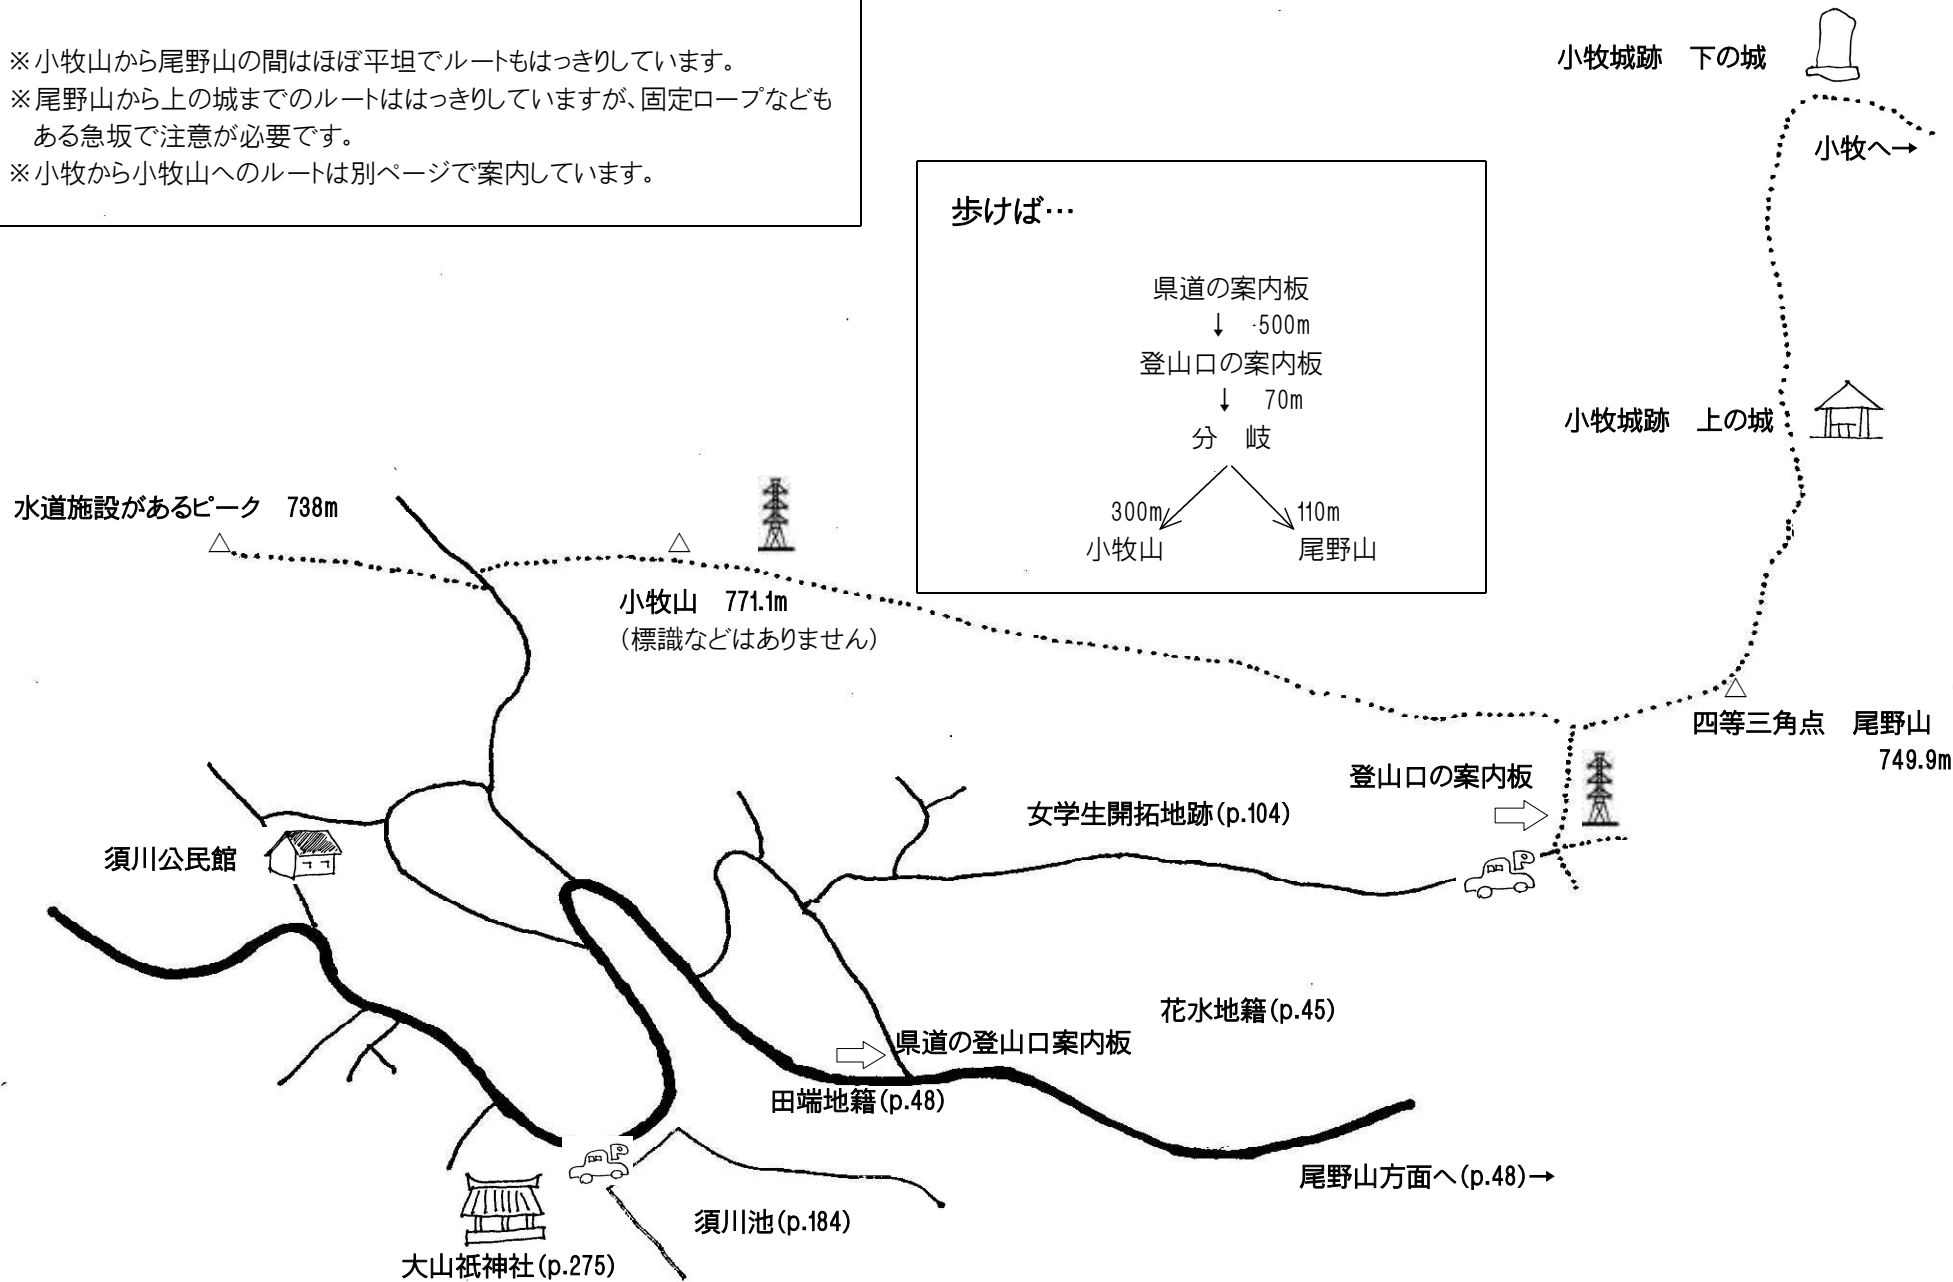 ※小牧山から尾野山の間はほぼ平坦でルートもはっきりしています。
※尾野山から上の城までのルートははっきりしていますが、固定ロープなども
ある急坂で注意が必要です。
※小牧から小牧山へのルートは別ページで案内しています。
小牧城跡　下の城
小牧へ→
歩けば…
県道の案内板
↓ 500m
登山口の案内板
↓ 70m
分　岐
300m 110m
小牧山 尾野山
小牧城跡　上の城
水道施設があるピーク　738m
小牧山　771.1m
（標識などはありません）
四等三角点　尾野山
749.9m
登山口の案内板
女学生開拓地跡（p.104）
P
須川公民館
花水地籍（p.45）
県道の登山口案内板
田端地籍（p.48）
尾野山方面へ（p.48）→
P
須川池（p.184）
大山祇神社（p.275）